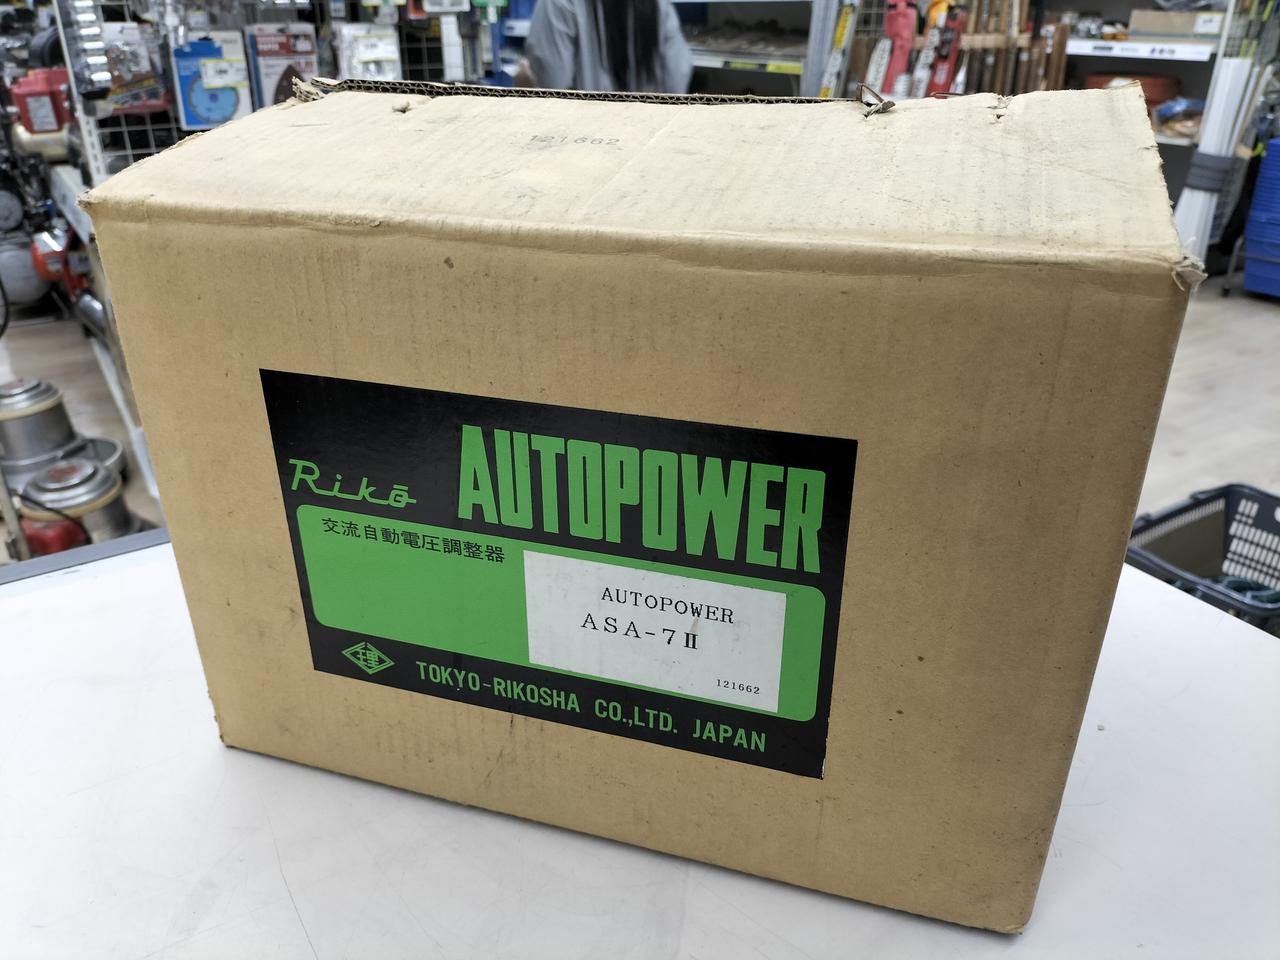 121662
AUTOPOWER
Rikō
交流自動電圧調整器
AUTOPOWER
ASA-7Ⅱ
121662
理
TOKYO-RIKOSHA CO.,LTD. JAPAN